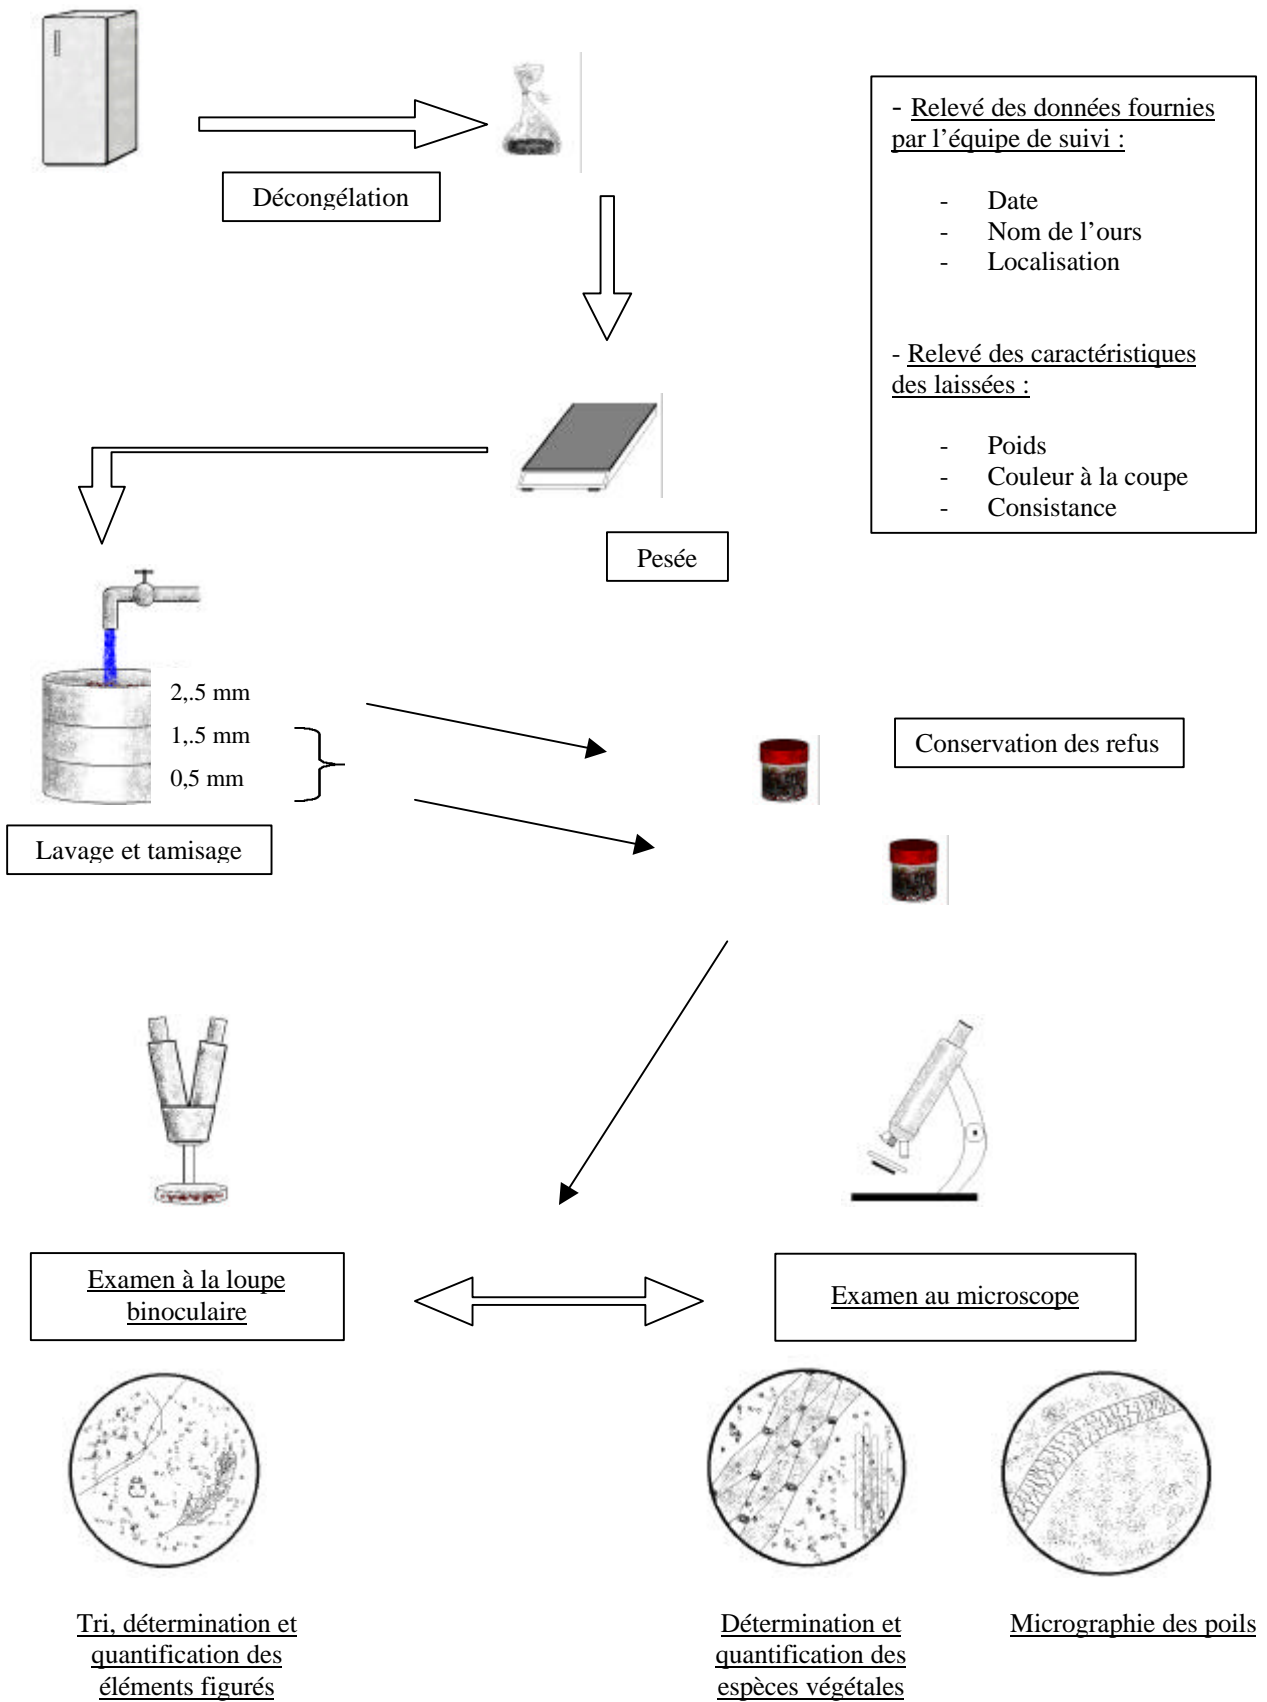 Décongélation
- Relevé des données fournies
par l’équipe de suivi :
- Date
- Nom de l’ours
- Localisation
- Relevé des caractéristiques
des laissées :
- Poids
- Couleur à la coupe
- Consistance
Pesée
2,.5 mm
1,.5 mm
0,5 mm
Conservation des refus
Lavage et tamisage
Examen à la loupe
binoculaire
Examen au microscope
Tri, détermination et
quantification des
éléments figurés
Détermination et
quantification des
espèces végétales
Micrographie des poils